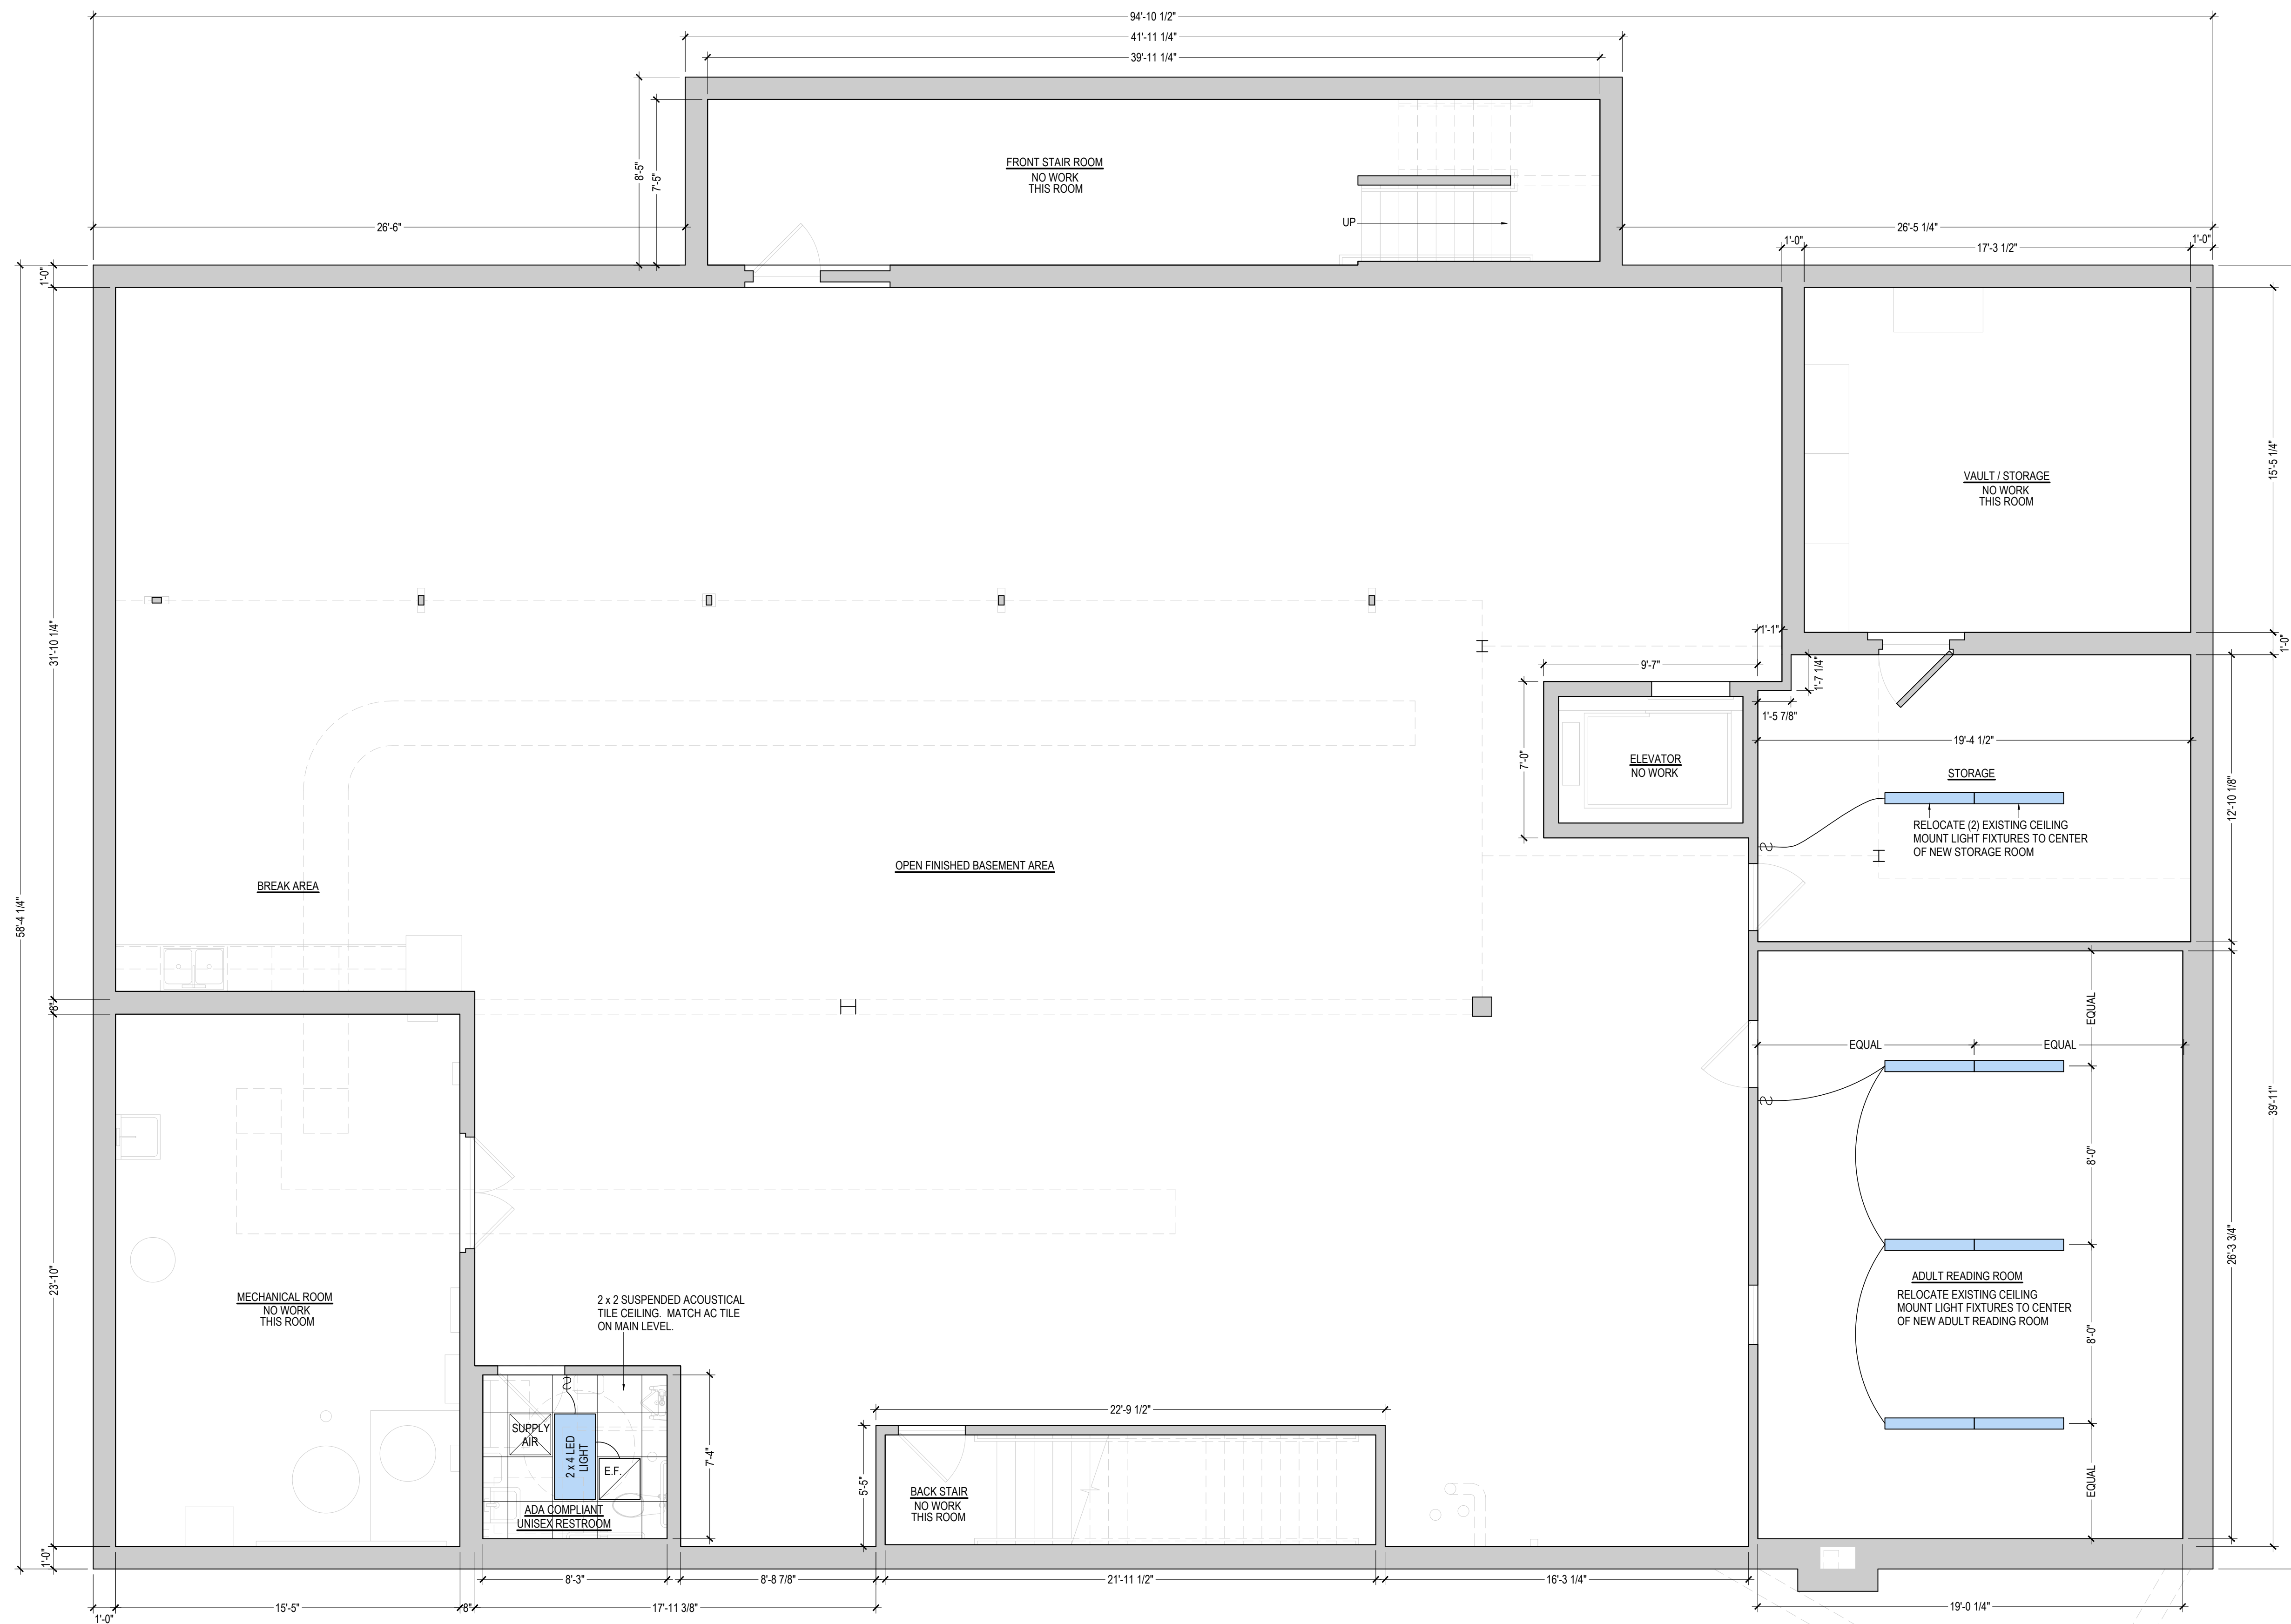 94'-10 1/2"
41'-11 1/4"
39'-11 1/4"
8'-5"
7'-5"
FRONT STAIR ROOM
NO WORK
THIS ROOM
UP
26'-6"
26'-5 1/4"
1'-0"
17'-3 1/2"
1'-0"
1'-0"
31'-10 1/4"
58'-4 1/4"
8"
23'-10"
1'-0"
15'-5 1/4"
1'-0"
VAULT / STORAGE
NO WORK
THIS ROOM
1'-1"
9'-7"
1'-7 1/4"
1'-5 7/8"
7'-0"
ELEVATOR
NO WORK
19'-4 1/2"
STORAGE
RELOCATE (2) EXISTING CEILING
MOUNT LIGHT FIXTURES TO CENTER
OF NEW STORAGE ROOM
12'-10 1/8"
OPEN FINISHED BASEMENT AREA
BREAK AREA
EQUAL
EQUAL
EQUAL
8'-0"
39'-11"
26'-3 3/4"
ADULT READING ROOM
RELOCATE EXISTING CEILING
MOUNT LIGHT FIXTURES TO CENTER
OF NEW ADULT READING ROOM
8'-0"
EQUAL
MECHANICAL ROOM
NO WORK
THIS ROOM
2 x 2 SUSPENDED ACOUSTICAL
TILE CEILING.  MATCH AC TILE
ON MAIN LEVEL.
SUPPLY
AIR
2 x 4 LED
LIGHT
E.F.
ADA COMPLIANT
UNISEX RESTROOM
7'-4"
22'-9 1/2"
5'-5"
BACK STAIR
NO WORK
THIS ROOM
8'-3"
8'-8 7/8"
21'-11 1/2"
16'-3 1/4"
1'-0"
15'-5"
8"
17'-11 3/8"
19'-0 1/4"